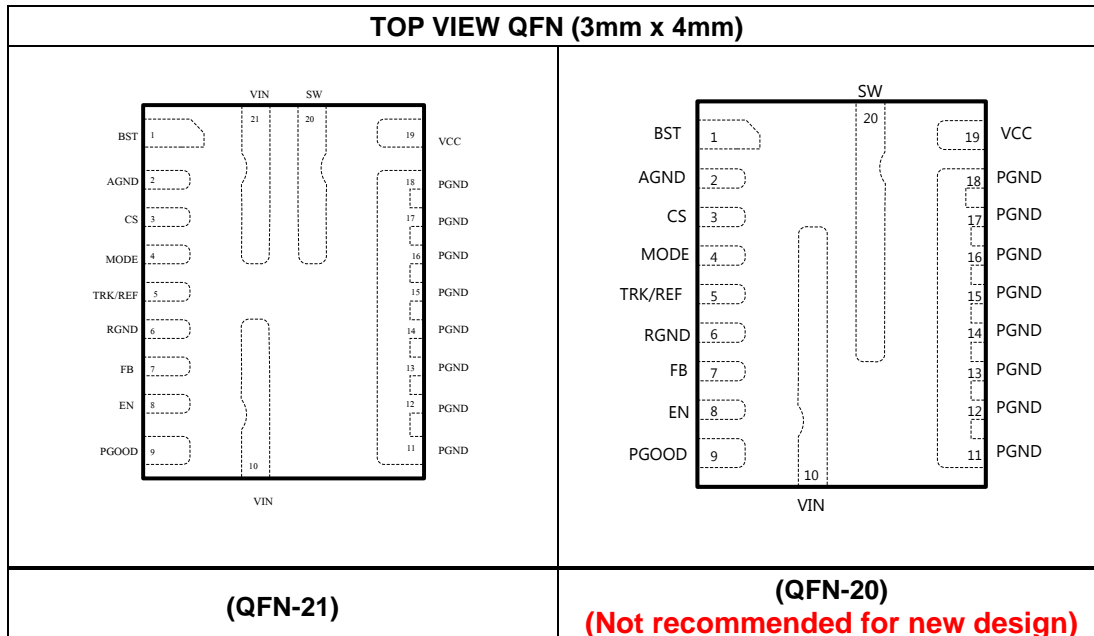 TOP VIEW QFN (3mm x 4mm)
VIN SW
21 20
BST 1
19 VCC
AGND 2
18 PGND
CS 3
17 PGND
MODE 4
16 PGND
TRK/REF 5
15 PGND
RGND 6
14 PGND
FB 7
13 PGND
EN 8
12 PGND
PGOOD 9
11 PGND
10
VIN
(QFN-21)
SW
20
BST 1
19 VCC
AGND 2
18 PGND
CS 3
17 PGND
MODE 4
16 PGND
TRK/REF 5
15 PGND
RGND 6
14 PGND
FB 7
13 PGND
EN 8
12 PGND
PGOOD 9
11 PGND
10
VIN
(QFN-20)
(Not recommended for new design)